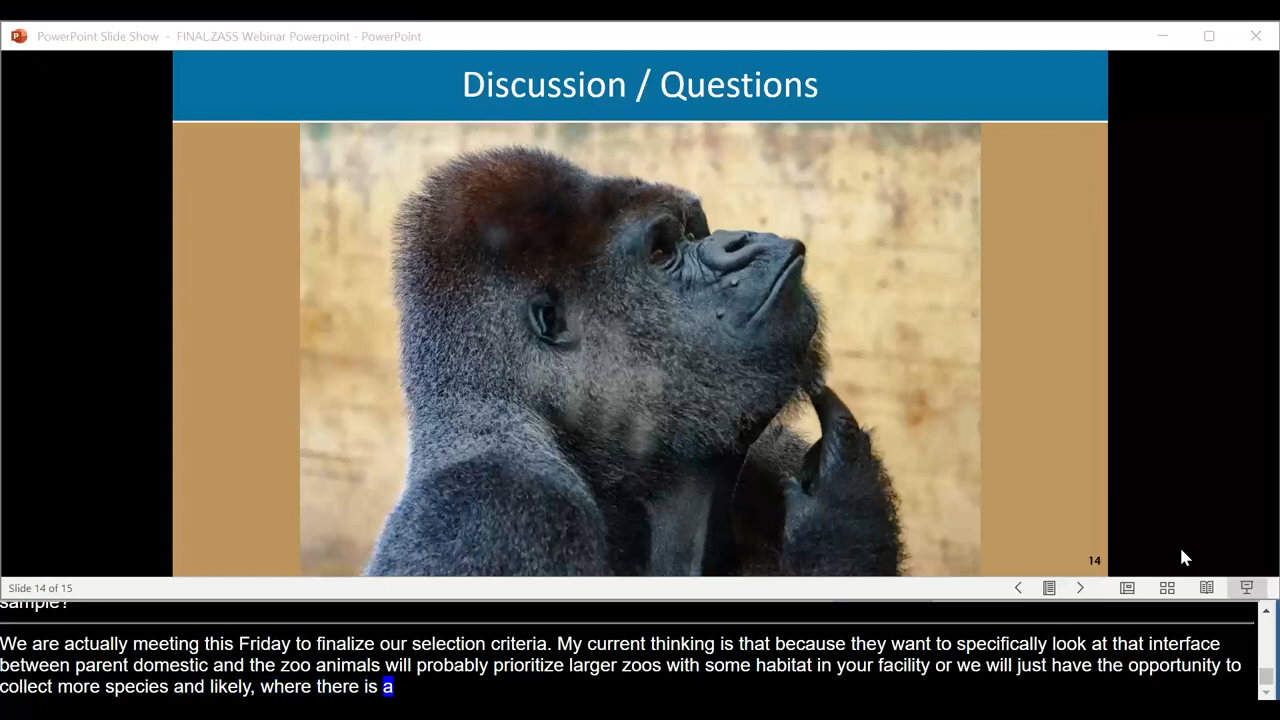 PowerPoint Slide Show - FINAL.ZASS Webinar Powerpoint - PowerPoint
Discussion / Questions
14
Slide 14 of 15
sample?
We are actually meeting this Friday to finalize our selection criteria. My current thinking is that because they want to specifically look at that interface
between parent domestic and the zoo animals will probably prioritize larger zoos with some habitat in your facility or we will just have the opportunity to
collect more species and likely, where there is a